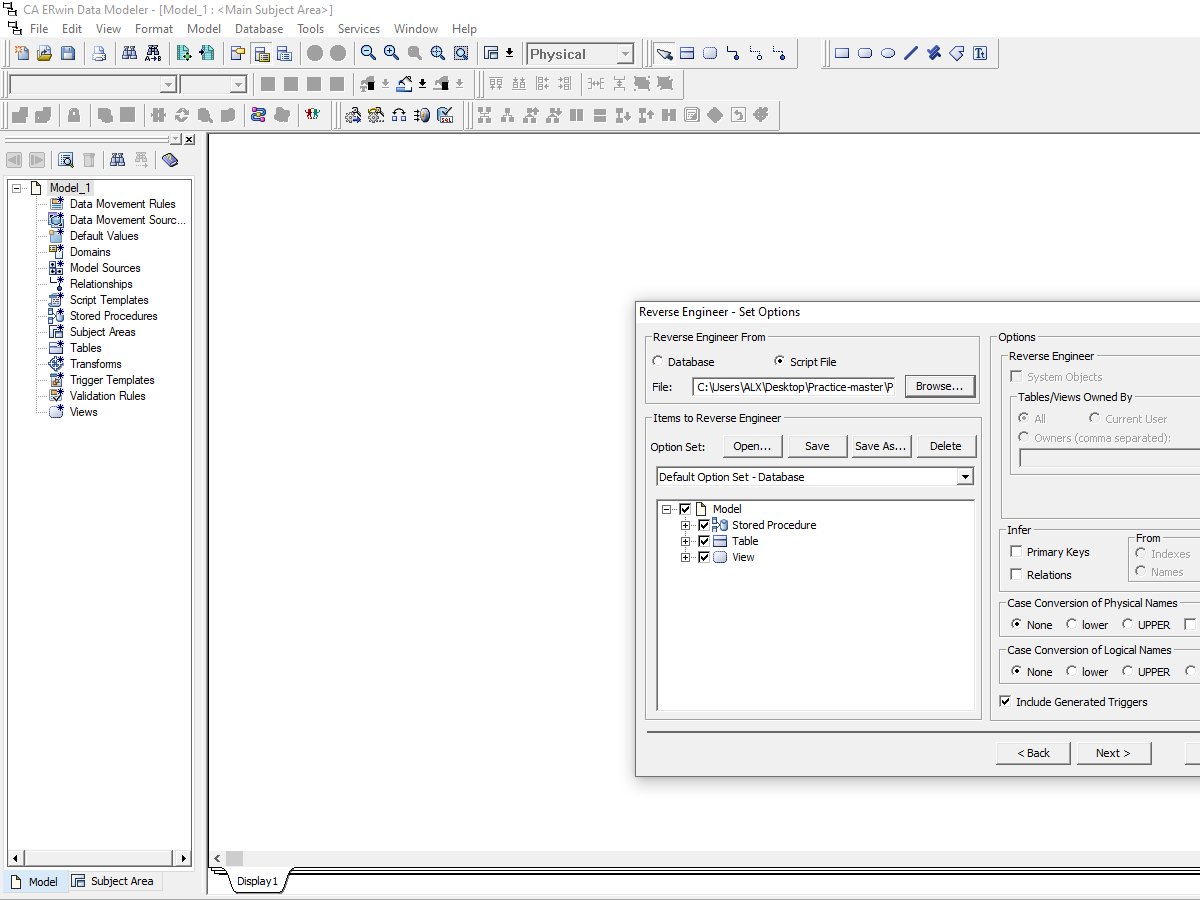 CA ERwin Data Modeler - [Model_1 : <Main Subject Area>]
File Edit View Format Model Database Tools Services Window Help
Physical
Model_1
Data Movement Rules
Data Movement Sourc...
Default Values
Domains
Model Sources
Relationships
Script Templates
Stored Procedures
Subject Areas
Tables
Transforms
Trigger Templates
Validation Rules
Views
Model Subject Area
Display1
Reverse Engineer - Set Options
Reverse Engineer From
Database Script File
File: C:\Users\ALX\Desktop\Practice-master\P Browse...
Items to Reverse Engineer
Option Set: Open... Save Save As... Delete
Default Option Set - Database
Model
Stored Procedure
Table
View
Options
Reverse Engineer
System Objects
Tables/Views Owned By
All Current User
Owners (comma separated):
Infer
Primary Keys
Relations
From
Indexes
Names
Case Conversion of Physical Names
None lower UPPER
Case Conversion of Logical Names
None lower UPPER
Include Generated Triggers
< Back Next >